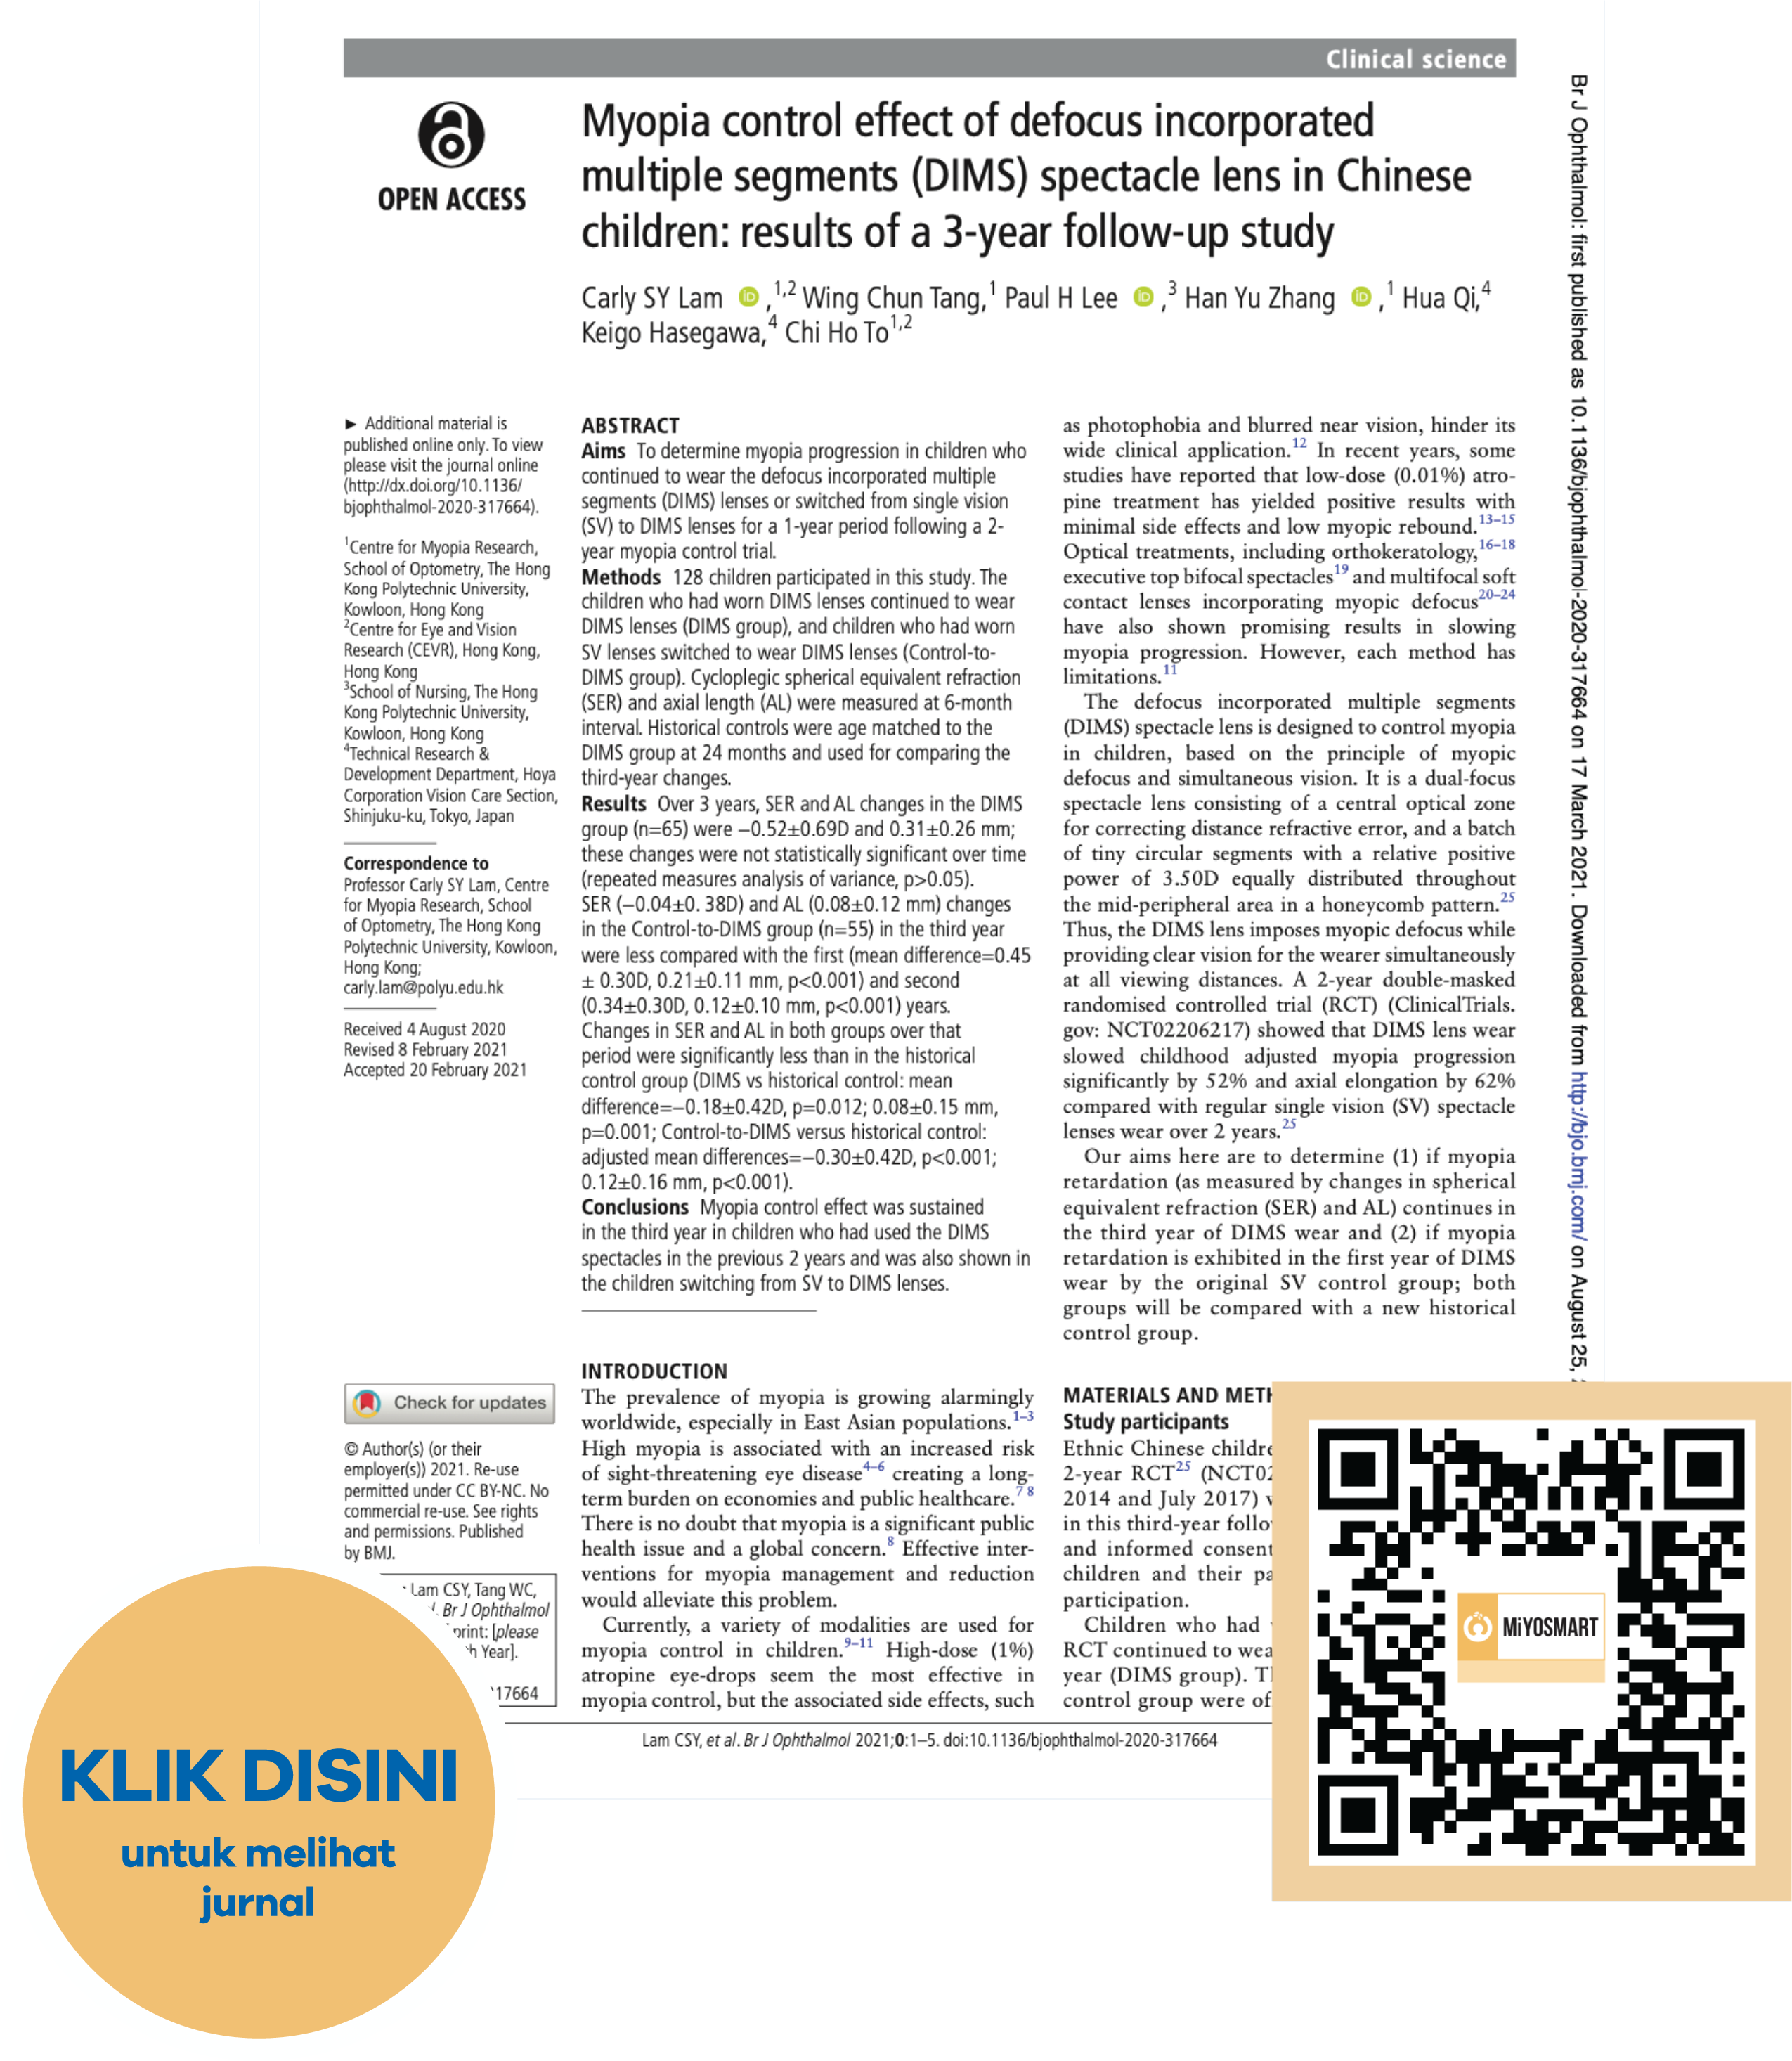 Clinical science
OPEN ACCESS
Myopia control effect of defocus incorporated
multiple segments (DIMS) spectacle lens in Chinese
children: results of a 3-year follow-up study
Carly SY Lam iD ,1,2 Wing Chun Tang,1 Paul H Lee iD ,3 Han Yu Zhang iD ,1 Hua Qi,4
Keigo Hasegawa,4 Chi Ho To1,2
► Additional material is
published online only. To view
please visit the journal online
(http://dx.doi.org/10.1136/
bjophthalmol-2020-317664).
1Centre for Myopia Research,
School of Optometry, The Hong
Kong Polytechnic University,
Kowloon, Hong Kong
2Centre for Eye and Vision
Research (CEVR), Hong Kong,
Hong Kong
3School of Nursing, The Hong
Kong Polytechnic University,
Kowloon, Hong Kong
4Technical Research &
Development Department, Hoya
Corporation Vision Care Section,
Shinjuku-ku, Tokyo, Japan
Correspondence to
Professor Carly SY Lam, Centre
for Myopia Research, School
of Optometry, The Hong Kong
Polytechnic University, Kowloon,
Hong Kong;
carly.lam@polyu.edu.hk
Received 4 August 2020
Revised 8 February 2021
Accepted 20 February 2021
Check for updates
© Author(s) (or their
employer(s)) 2021. Re-use
permitted under CC BY-NC. No
commercial re-use. See rights
and permissions. Published
by BMJ.
Lam CSY, Tang WC,
Br J Ophthalmol
print: [please
Year].
17664
ABSTRACT
Aims To determine myopia progression in children who
continued to wear the defocus incorporated multiple
segments (DIMS) lenses or switched from single vision
(SV) to DIMS lenses for a 1-year period following a 2-
year myopia control trial.
Methods 128 children participated in this study. The
children who had worn DIMS lenses continued to wear
DIMS lenses (DIMS group), and children who had worn
SV lenses switched to wear DIMS lenses (Control-to-
DIMS group). Cycloplegic spherical equivalent refraction
(SER) and axial length (AL) were measured at 6-month
interval. Historical controls were age matched to the
DIMS group at 24 months and used for comparing the
third-year changes.
Results Over 3 years, SER and AL changes in the DIMS
group (n=65) were −0.52±0.69D and 0.31±0.26 mm;
these changes were not statistically significant over time
(repeated measures analysis of variance, p>0.05).
SER (−0.04±0. 38D) and AL (0.08±0.12 mm) changes
in the Control-to-DIMS group (n=55) in the third year
were less compared with the first (mean difference=0.45
± 0.30D, 0.21±0.11 mm, p<0.001) and second
(0.34±0.30D, 0.12±0.10 mm, p<0.001) years.
Changes in SER and AL in both groups over that
period were significantly less than in the historical
control group (DIMS vs historical control: mean
difference=−0.18±0.42D, p=0.012; 0.08±0.15 mm,
p=0.001; Control-to-DIMS versus historical control:
adjusted mean differences=−0.30±0.42D, p<0.001;
0.12±0.16 mm, p<0.001).
Conclusions Myopia control effect was sustained
in the third year in children who had used the DIMS
spectacles in the previous 2 years and was also shown in
the children switching from SV to DIMS lenses.
INTRODUCTION
The prevalence of myopia is growing alarmingly
worldwide, especially in East Asian populations.1–3
High myopia is associated with an increased risk
of sight-threatening eye disease4–6 creating a long-
term burden on economies and public healthcare.7 8
There is no doubt that myopia is a significant public
health issue and a global concern.8 Effective inter-
ventions for myopia management and reduction
would alleviate this problem.
Currently, a variety of modalities are used for
myopia control in children.9–11 High-dose (1%)
atropine eye-drops seem the most effective in
myopia control, but the associated side effects, such
as photophobia and blurred near vision, hinder its
wide clinical application.12 In recent years, some
studies have reported that low-dose (0.01%) atro-
pine treatment has yielded positive results with
minimal side effects and low myopic rebound.13–15
Optical treatments, including orthokeratology,16–18
executive top bifocal spectacles19 and multifocal soft
contact lenses incorporating myopic defocus20–24
have also shown promising results in slowing
myopia progression. However, each method has
limitations.11
The defocus incorporated multiple segments
(DIMS) spectacle lens is designed to control myopia
in children, based on the principle of myopic
defocus and simultaneous vision. It is a dual-focus
spectacle lens consisting of a central optical zone
for correcting distance refractive error, and a batch
of tiny circular segments with a relative positive
power of 3.50D equally distributed throughout
the mid-peripheral area in a honeycomb pattern.25
Thus, the DIMS lens imposes myopic defocus while
providing clear vision for the wearer simultaneously
at all viewing distances. A 2-year double-masked
randomised controlled trial (RCT) (ClinicalTrials.
gov: NCT02206217) showed that DIMS lens wear
slowed childhood adjusted myopia progression
significantly by 52% and axial elongation by 62%
compared with regular single vision (SV) spectacle
lenses wear over 2 years.25
Our aims here are to determine (1) if myopia
retardation (as measured by changes in spherical
equivalent refraction (SER) and AL) continues in
the third year of DIMS wear and (2) if myopia
retardation is exhibited in the first year of DIMS
wear by the original SV control group; both
groups will be compared with a new historical
control group.
MATERIALS AND METH
Study participants
Ethnic Chinese childre
2-year RCT25 (NCT02
2014 and July 2017)
in this third-year follo
and informed consent
children and their pa
participation.
Children who had
RCT continued to wea
year (DIMS group). T
control group were of
Lam CSY, et al. Br J Ophthalmol 2021;0:1–5. doi:10.1136/bjophthalmol-2020-317664
Br J Ophthalmol: first published as 10.1136/bjophthalmol-2020-317664 on 17 March 2021. Downloaded from http://bjo.bmj.com/ on August 25,
MiYOSMART
KLIK DISINI
untuk melihat
jurnal